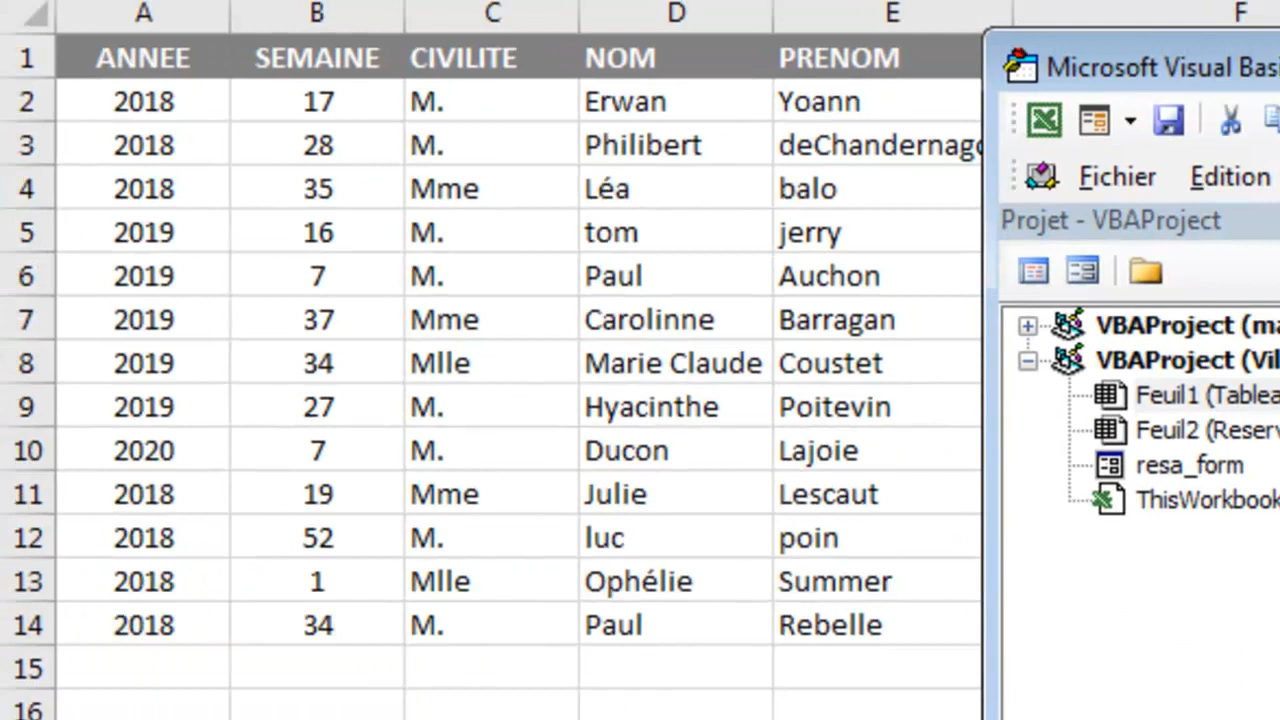 A B C D E F
1 ANNEE SEMAINE CIVILITE NOM PRENOM
2 2018 17 M. Erwan Yoann
3 2018 28 M. Philibert
4 2018 35 Mme Léa balo
5 2019 16 M. tom jerry
6 2019 7 M. Paul Auchon
7 2019 37 Mme Carolinne Barragan
8 2019 34 Mlle Marie Claude Coustet
9 2019 27 M. Hyacinthe Poitevin
10 2020 7 M. Ducon Lajoie
11 2018 19 Mme Julie Lescaut
12 2018 52 M. luc poin
13 2018 1 Mlle Ophélie Summer
14 2018 34 M. Paul Rebelle
15
16
Microsoft Visual Basi
Fichier Edition
Projet - VBAProject
VBAProject (ma
VBAProject (Vil
Feuil1 (Tablea
Feuil2 (Reserv
resa_form
ThisWorkbook